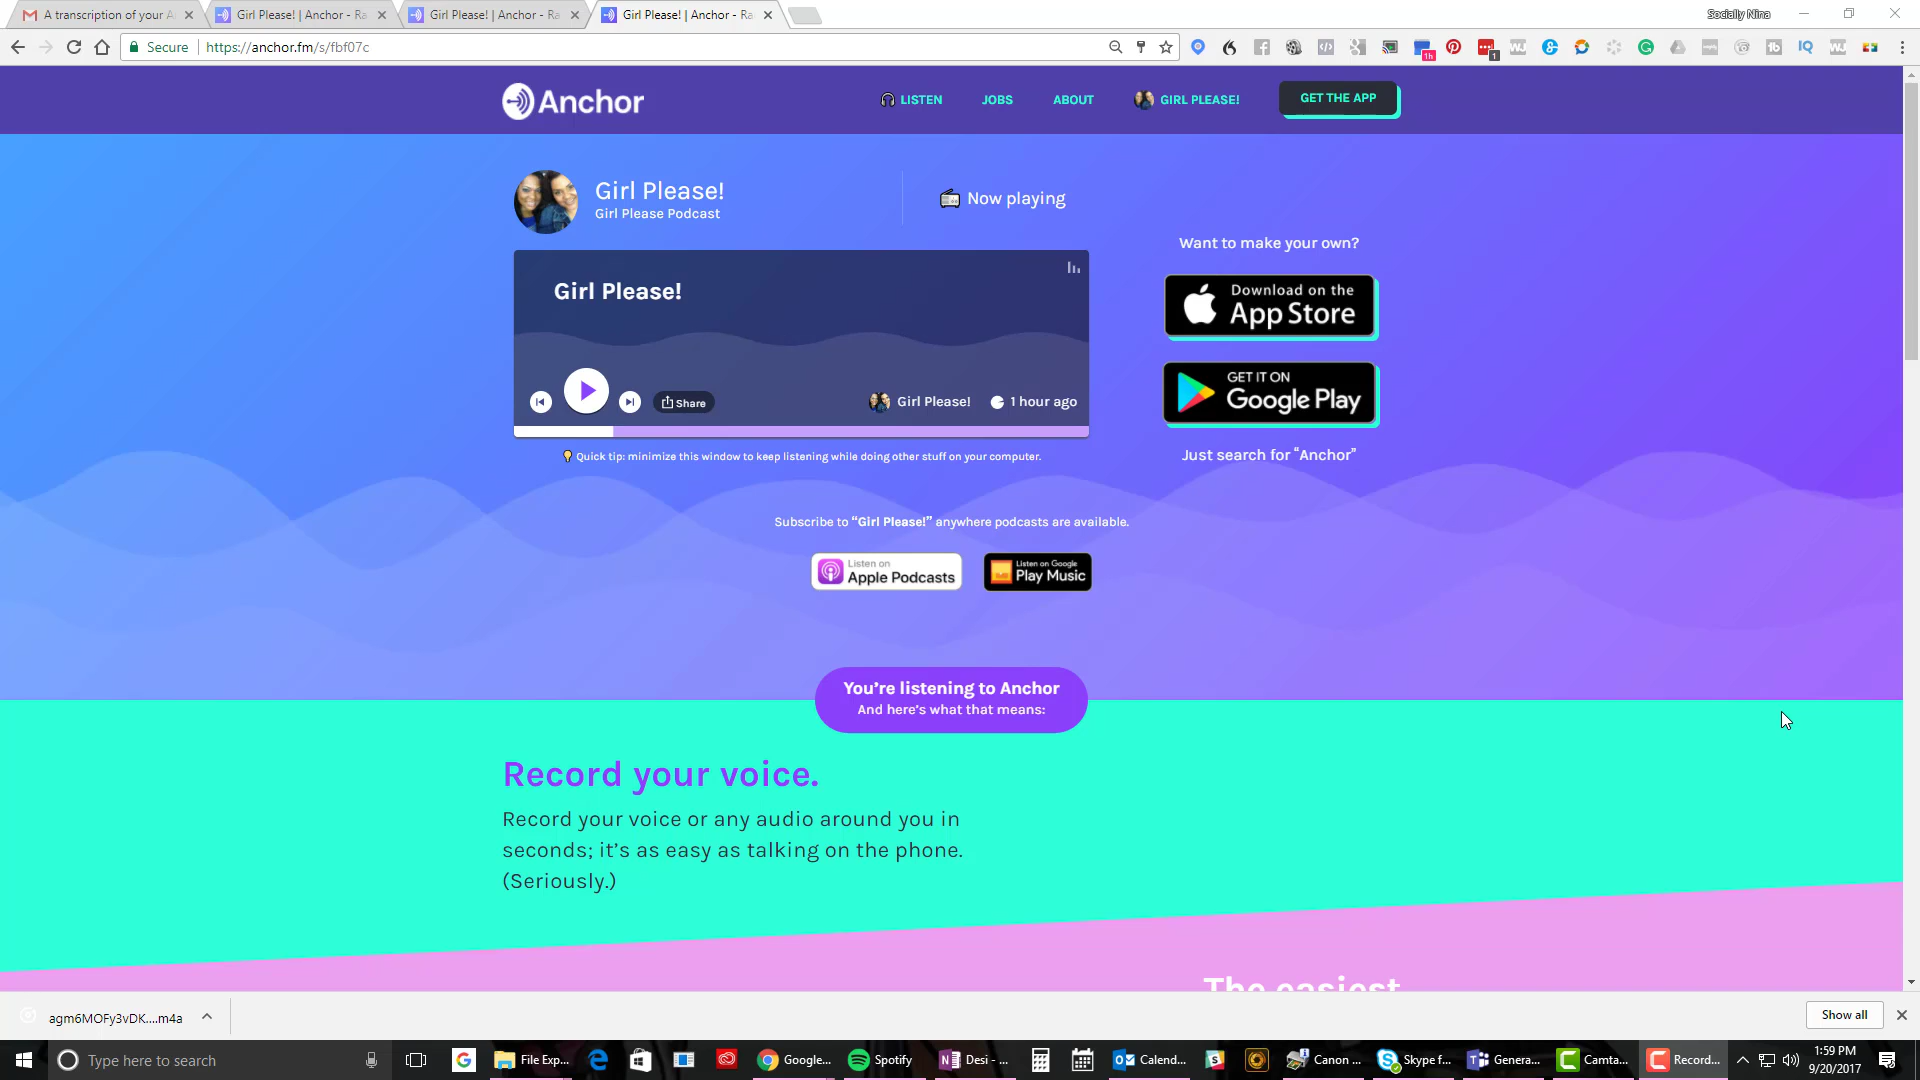 A transcription of your A
Girl Please! | Anchor - Ra
Girl Please! | Anchor - Ra
Girl Please! | Anchor - Ra
Socially Nina
Secure
https://anchor.fm/s/fbf07c
Anchor
LISTEN
JOBS
ABOUT
GIRL PLEASE!
GET THE APP
Girl Please!
Girl Please Podcast
Now playing
Girl Please!
Share
Girl Please!
1 hour ago
Quick tip: minimize this window to keep listening while doing other stuff on your computer.
Want to make your own?
Download on the
App Store
GET IT ON
Google Play
Just search for “Anchor”
Subscribe to “Girl Please!” anywhere podcasts are available.
Listen on
Apple Podcasts
Listen on Google
Play Music
You’re listening to Anchor
And here’s what that means:
Record your voice.
Record your voice or any audio around you in
seconds; it’s as easy as talking on the phone.
(Seriously.)
The easiest
agm6MOFy3vDK....m4a
Show all
Type here to search
File Exp...
Google...
Spotify
Desi - ...
Calend...
Canon ...
Skype f...
Genera...
Camta...
Record...
1:59 PM
9/20/2017